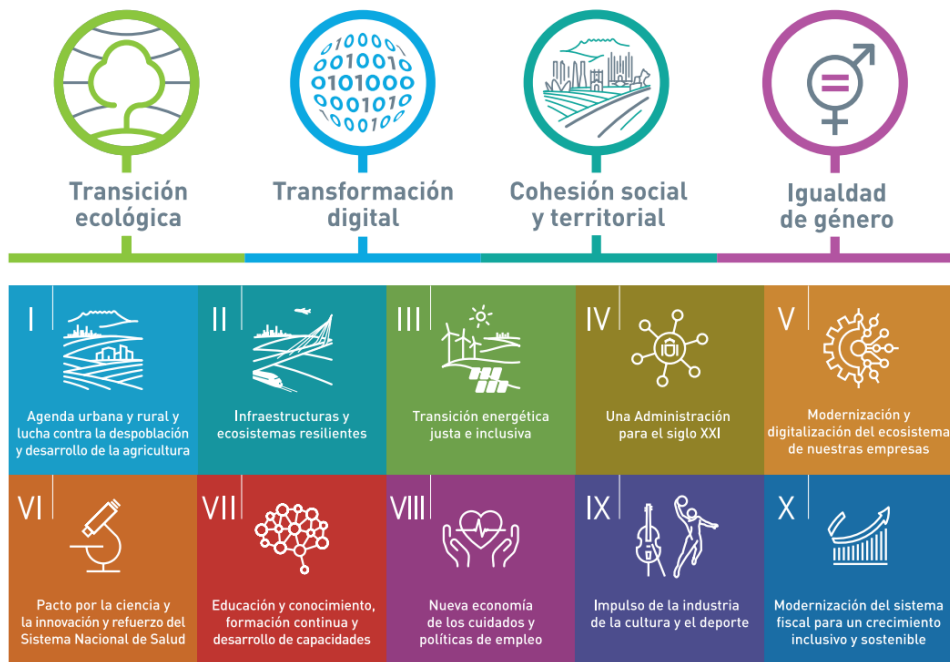 Transición
ecológica
Transformación
digital
Cohesión social
y territorial
Igualdad
de género
I
Agenda urbana y rural y
lucha contra la despoblación
y desarrollo de la agricultura
II
Infraestructuras y
ecosistemas resilientes
III
Transición energética
justa e inclusiva
IV
Una Administración
para el siglo XXI
V
Modernización y
digitalización del ecosistema
de nuestras empresas
VI
Pacto por la ciencia y
la innovación y refuerzo del
Sistema Nacional de Salud
VII
Educación y conocimiento,
formación continua y
desarrollo de capacidades
VIII
Nueva economía
de los cuidados y
políticas de empleo
IX
Impulso de la industria
de la cultura y el deporte
X
Modernización del sistema
fiscal para un crecimiento
inclusivo y sostenible